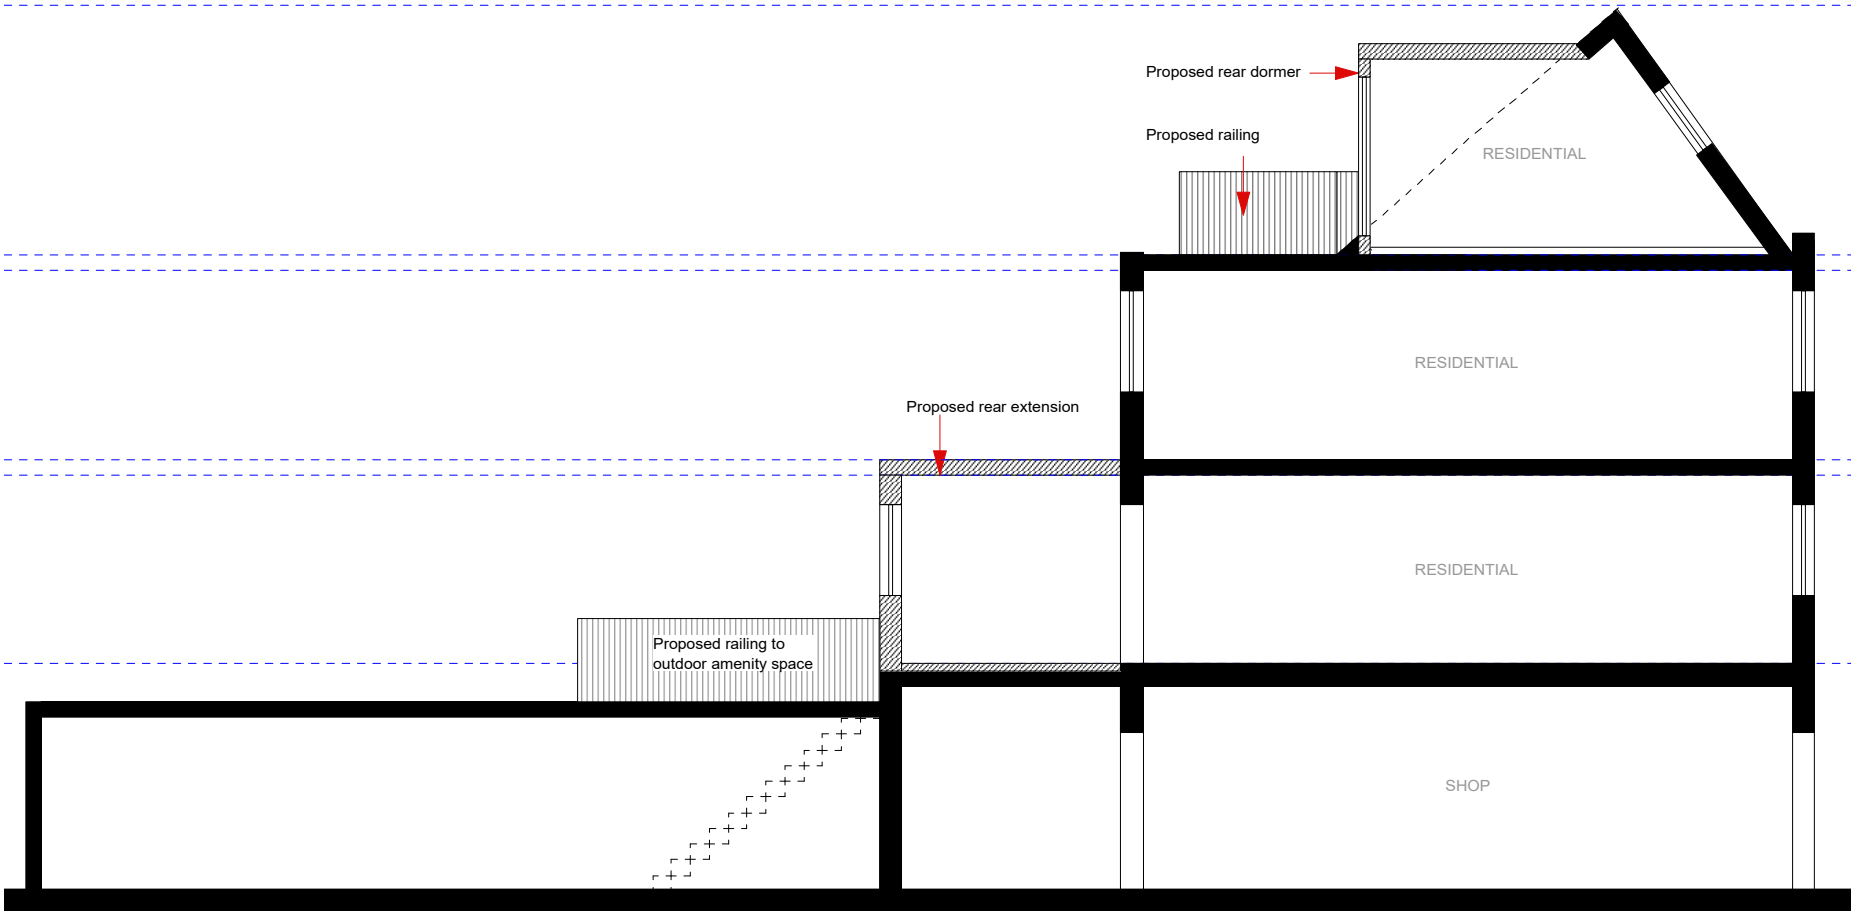 Proposed rear dormer
Proposed railing
RESIDENTIAL
RESIDENTIAL
Proposed rear extension
RESIDENTIAL
Proposed railing to
outdoor amenity space
SHOP